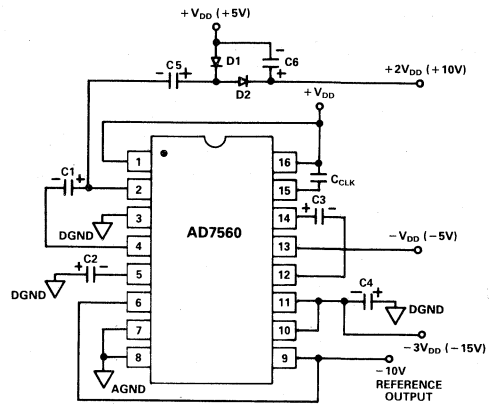 +VDD (+5V)
- C5 +
D1
-
C6
+
D2
+2VDD (+10V)
+VDD
- C1 +
1
16
CCLK
2
15
C3
+ -
3
14
DGND
AD7560
4
13
-VDD (-5V)
C2
+ -
5
12
C4
- +
DGND
6
11
DGND
7
10
-3VDD (-15V)
8
9
AGND
-10V
REFERENCE
OUTPUT